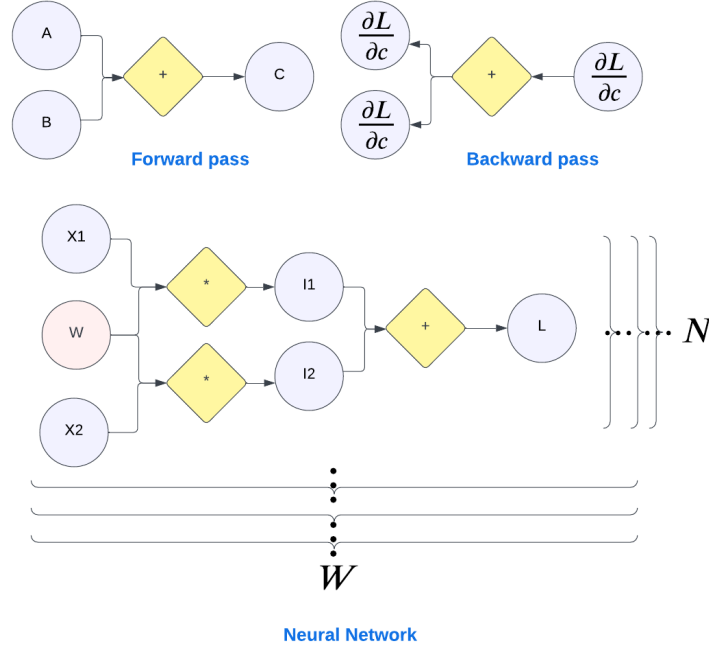 A
+
C
B
Forward pass
∂L/∂c
+
∂L/∂c
∂L/∂c
Backward pass
X1
*
I1
W
+
L
*
I2
X2
N
W
Neural Network